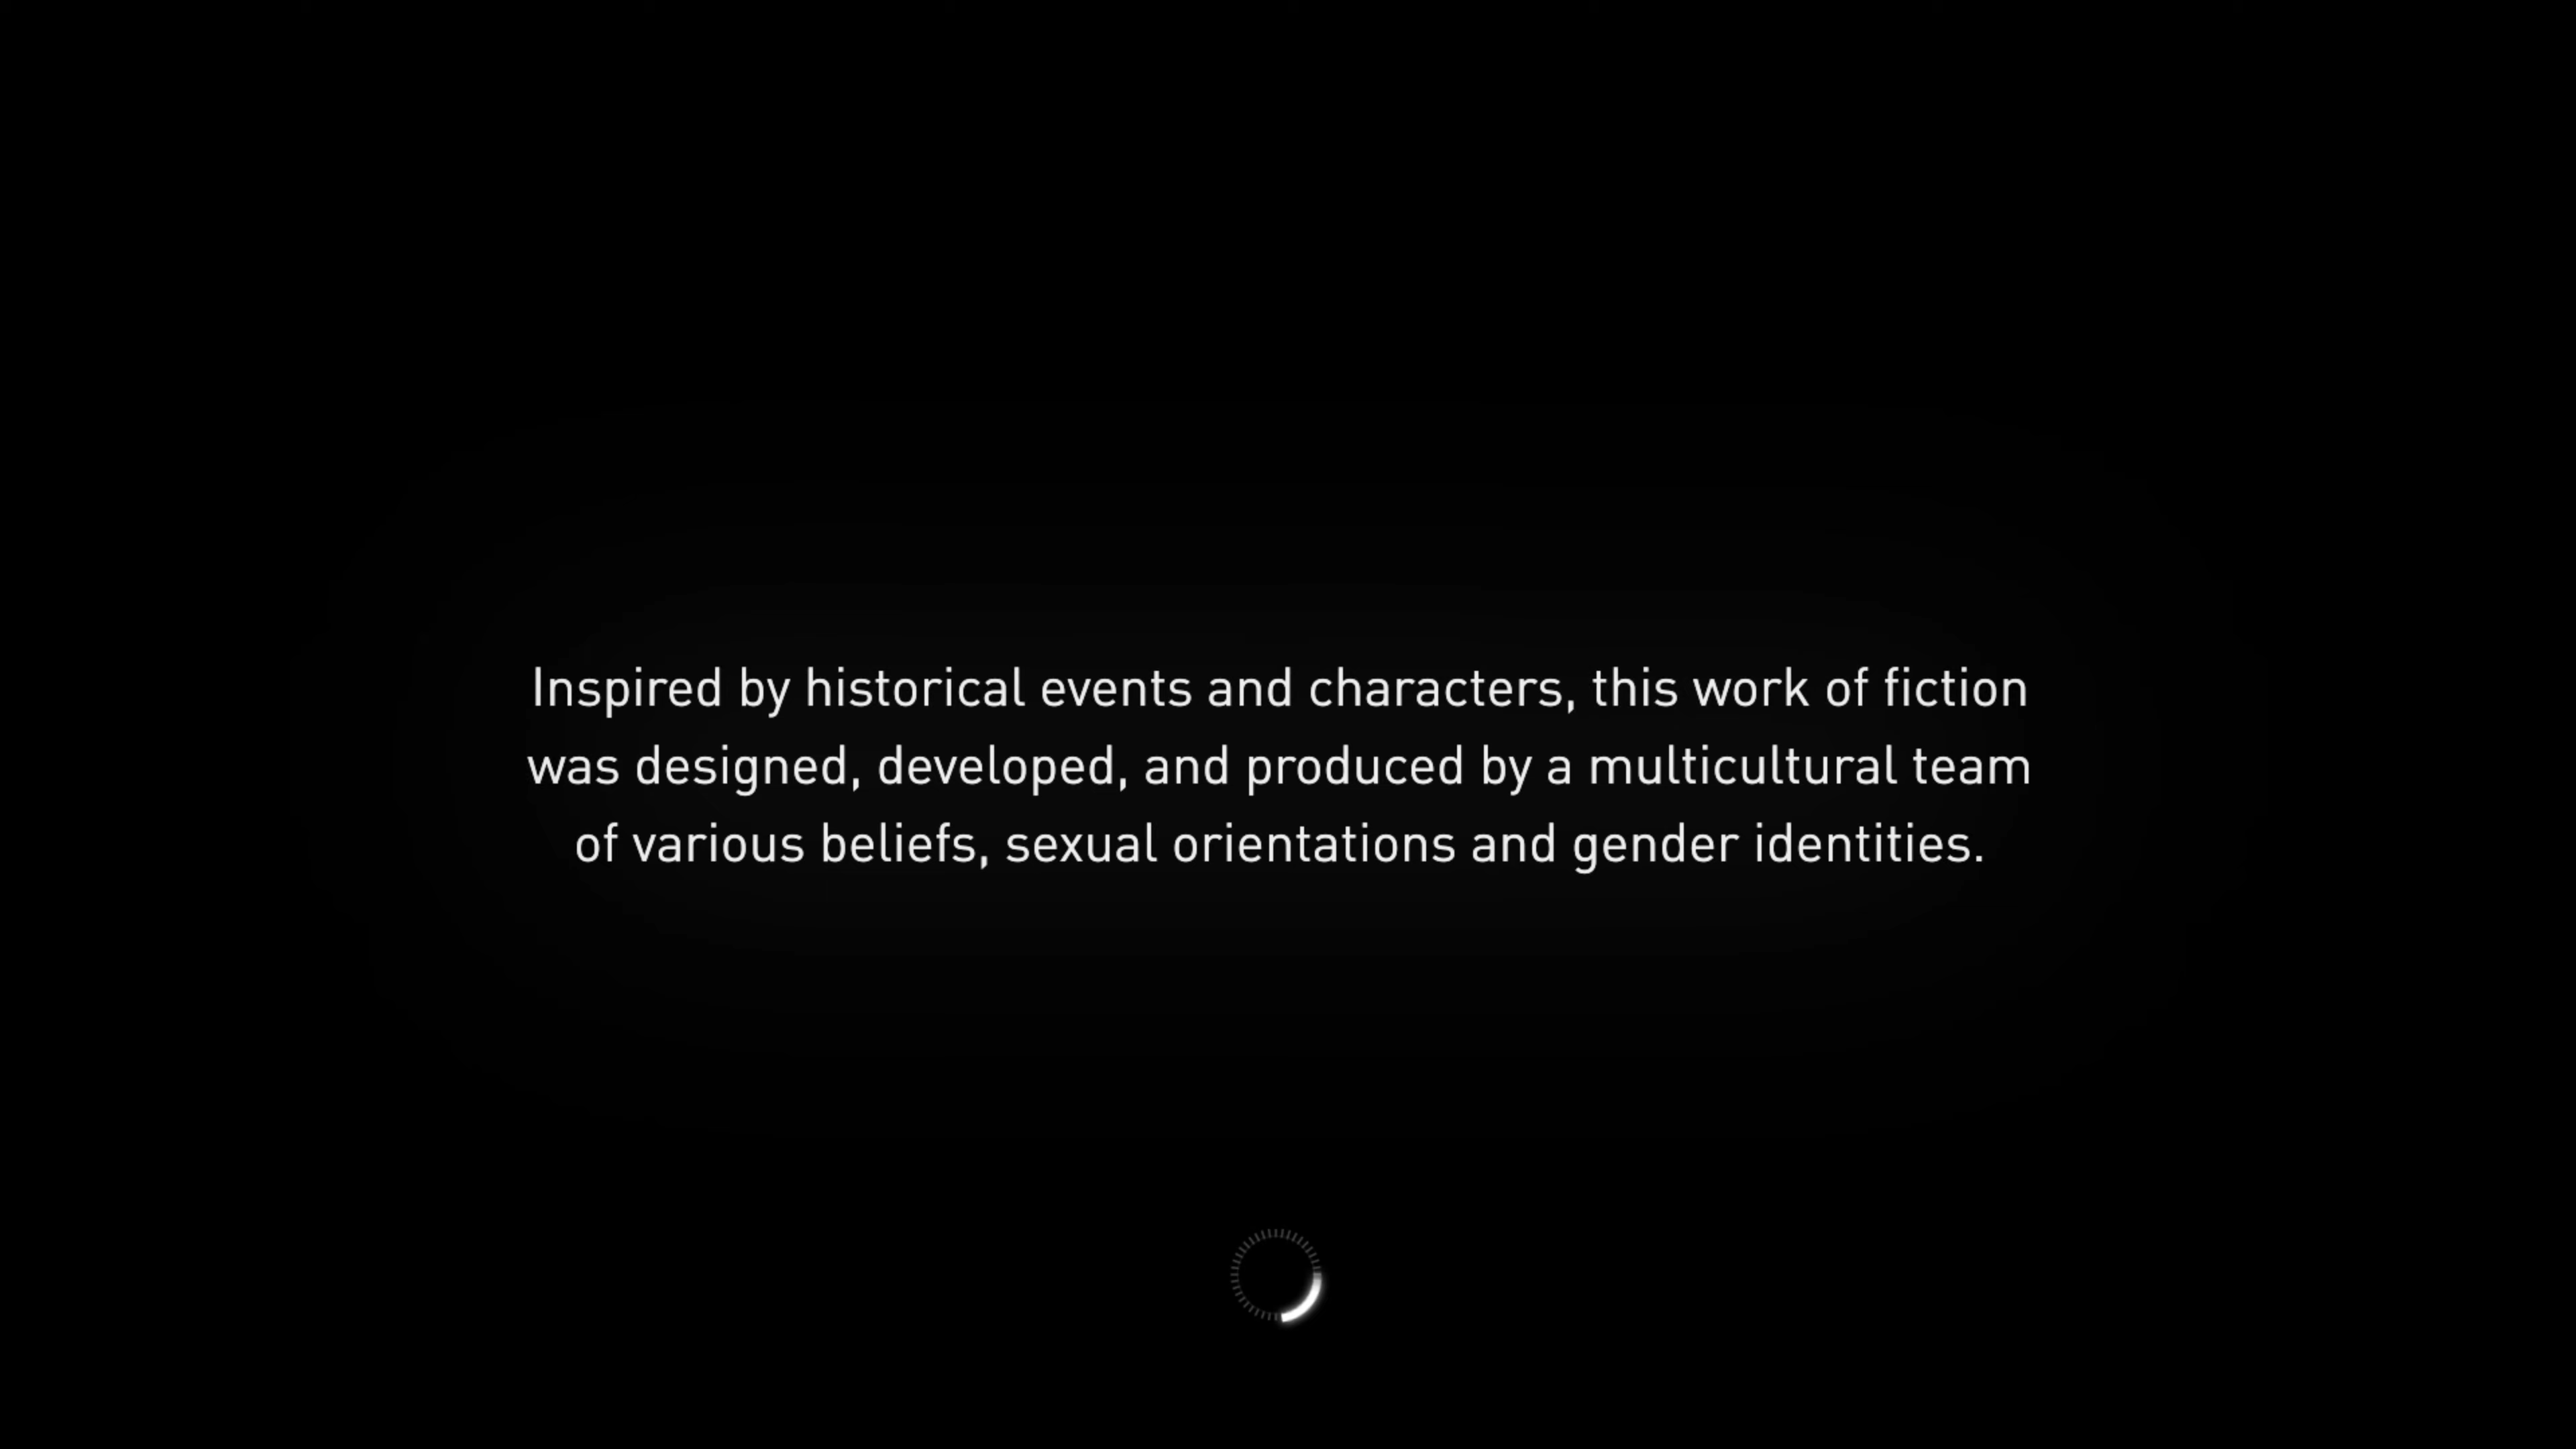 Inspired by historical events and characters, this work of fiction
was designed, developed, and produced by a multicultural team
of various beliefs, sexual orientations and gender identities.